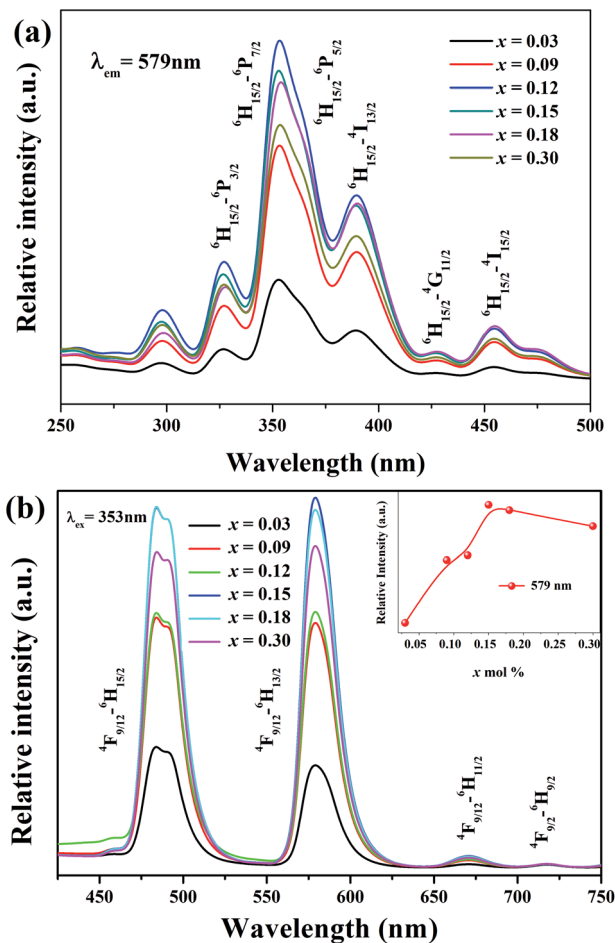 (a)
λem = 579nm
6H15/2-6P3/2
6H15/2-6P7/2
6H15/2-6P5/2
6H15/2-4I13/2
6H15/2-4G11/2
6H15/2-4I15/2
x = 0.03
x = 0.09
x = 0.12
x = 0.15
x = 0.18
x = 0.30
Relative intensity (a.u.)
250 300 350 400 450 500
Wavelength (nm)
(b)
λex= 353nm
x = 0.03
x = 0.09
x = 0.12
x = 0.15
x = 0.18
x = 0.30
4F9/12-6H15/2
4F9/12-6H13/2
4F9/12-6H11/2
4F9/2-6H9/2
Relative Intensity (a.u.)
579 nm
0.05 0.10 0.15 0.20 0.25 0.30
x mol %
Relative intensity (a.u.)
450 500 550 600 650 700 750
Wavelength (nm)